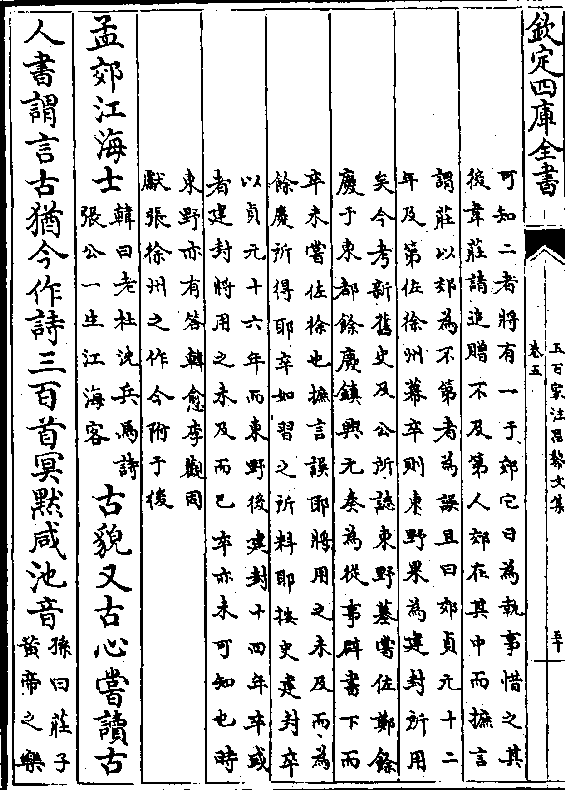 欽定四庫全書
五百家注昌黎文集
卷五
五十
可知二者將有一于郊它日為執事惜之其
後韋莊請追贈不及第人郊在其中而摭言
謂莊以郊為不第者為誤且曰郊貞元十二
年及第佐徐州幕卒則東野果為建封所用
矣今考新舊史及公所誌東野墓嘗佐鄭餘
慶于東都餘慶鎮興元奏為從事辟書下而
卒未嘗佐徐也摭言誤耶將用之未及而為
餘慶所得耶卒如習之所料耶按史建封卒
以貞元十六年而東野後建封十四年卒或
者建封將用之未及而已卒亦未可知也時
東野亦有答韓愈李觀因
獻張徐州之作今附于後
孟郊江海士
韓曰老杜沈兵馬詩
張公一生江海客
古貌又古心嘗讀古
人書謂言古猶今作詩三百首冥默咸池音
孫曰莊子
黃帝之樂